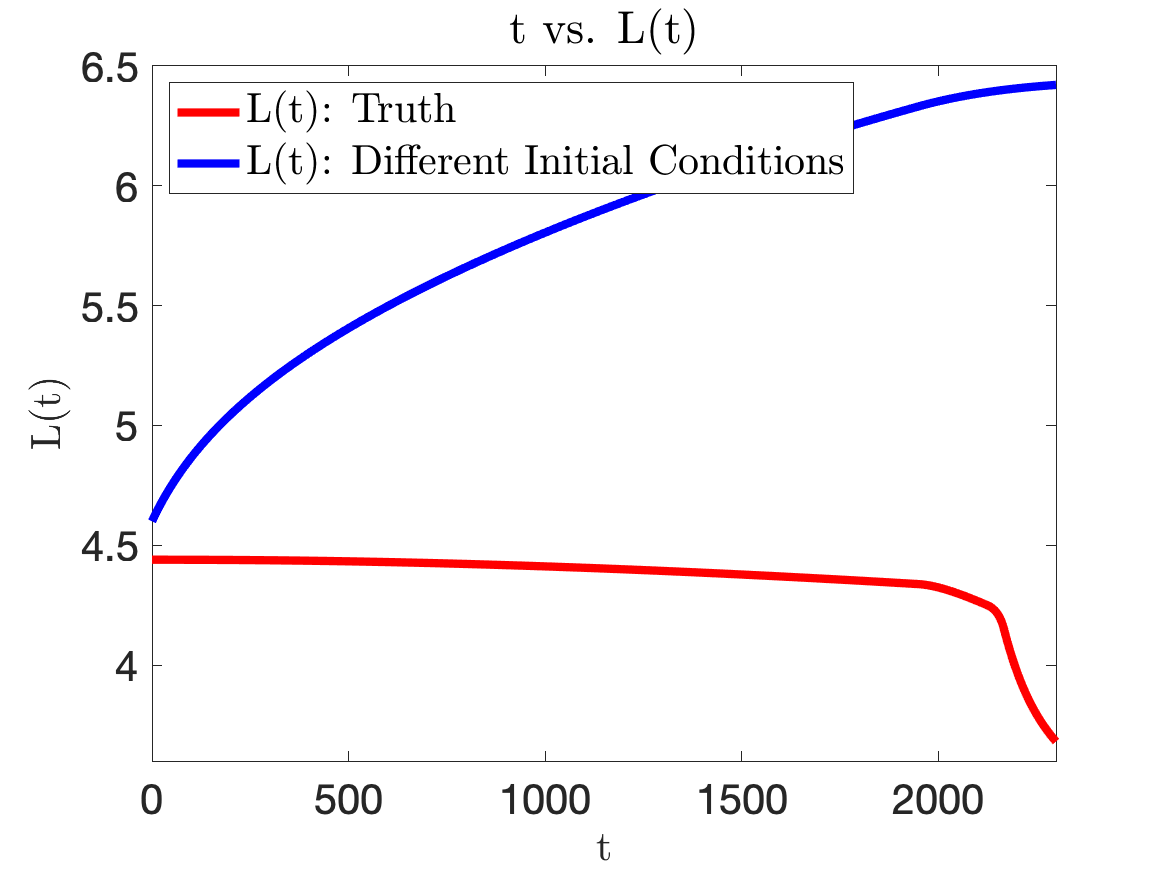 t vs. L(t)
6.5
6
5.5
5
4.5
4
L(t)
L(t): Truth
L(t): Different Initial Conditions
0 500 1000 1500 2000
t